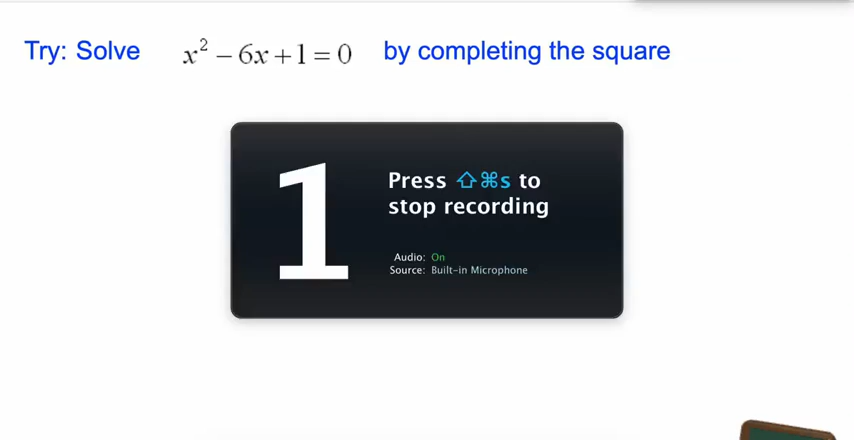 Try: Solve x² − 6x + 1 = 0 by completing the square
1
Press ⇧⌘s to
stop recording
Audio: On
Source: Built-in Microphone